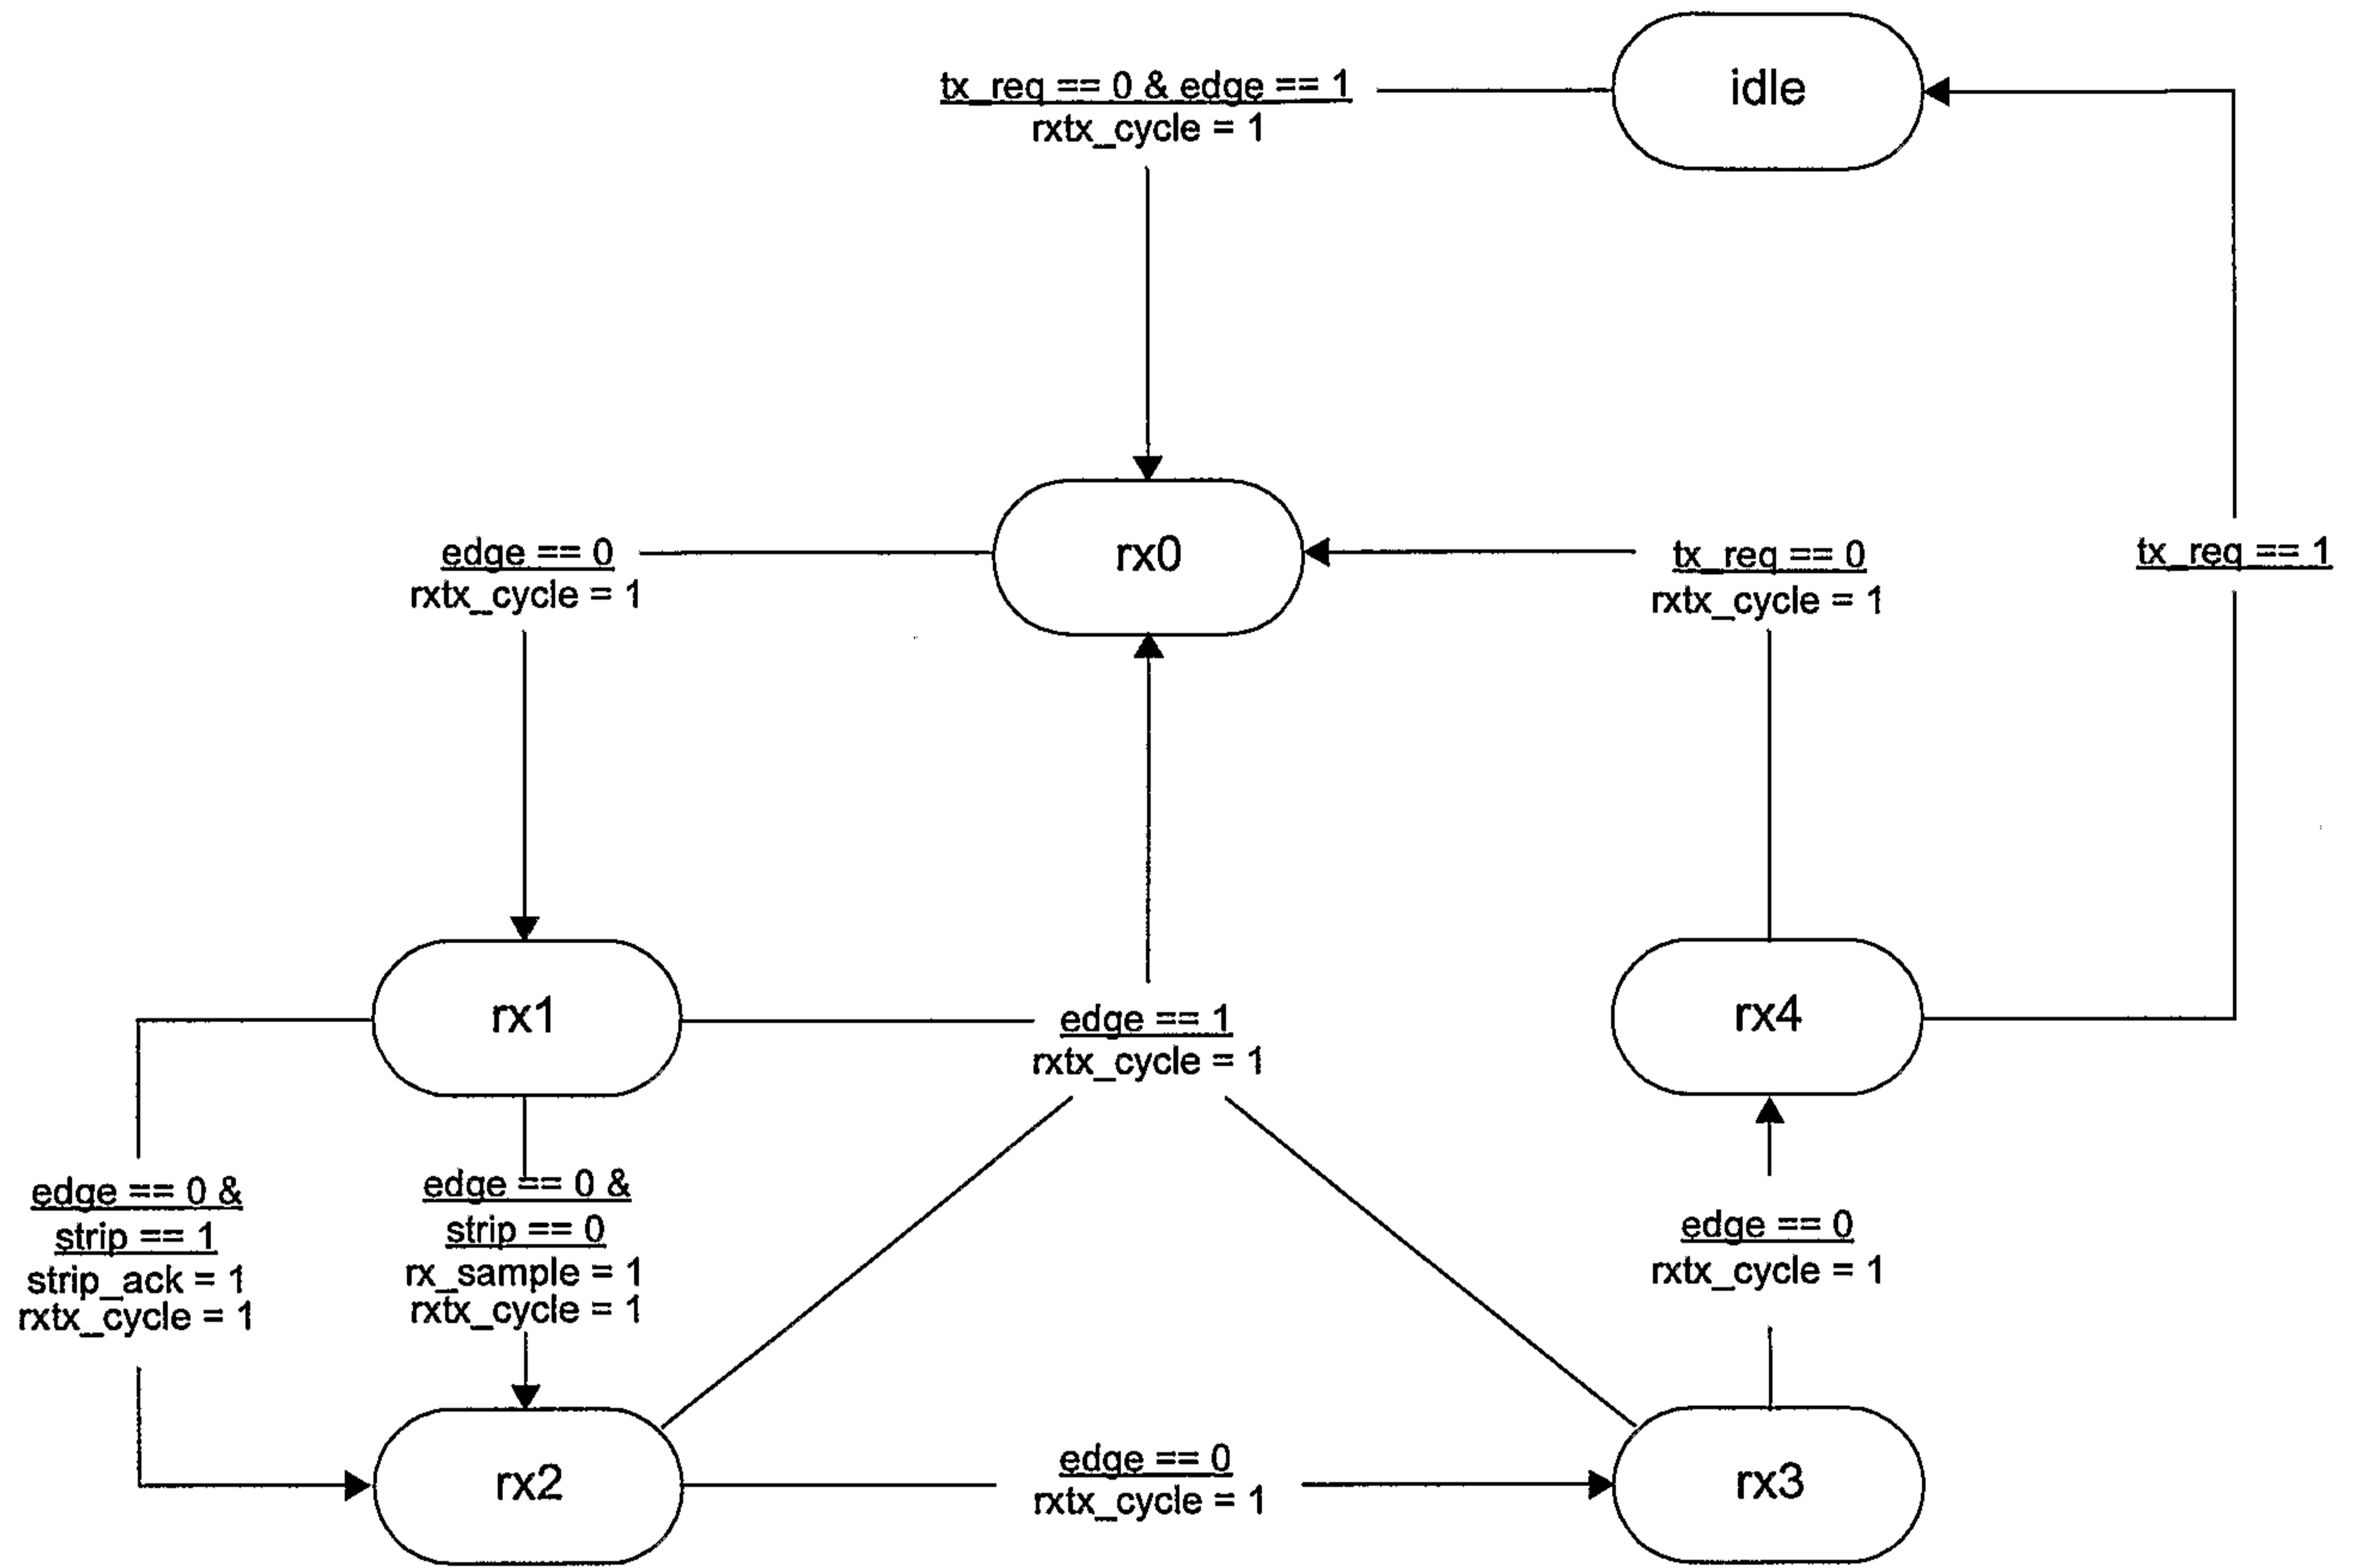 idle
tx_req == 0 & edge == 1
rxtx_cycle = 1
rx0
edge == 0
rxtx_cycle = 1
tx_req == 0
rxtx_cycle = 1
tx_req == 1
rx1
edge == 1
rxtx_cycle = 1
rx4
edge == 0 &
strip == 1
strip_ack = 1
rxtx_cycle = 1
edge == 0 &
strip == 0
rx_sample = 1
rxtx_cycle = 1
edge == 0
rxtx_cycle = 1
rx2
edge == 0
rxtx_cycle = 1
rx3